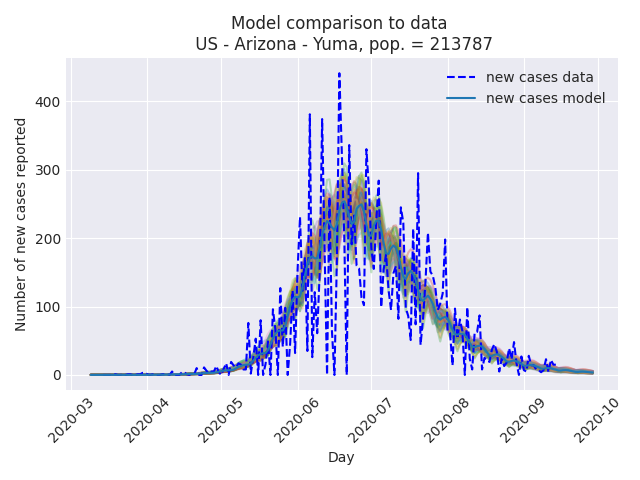 Model comparison to data
US - Arizona - Yuma, pop. = 213787
new cases data
new cases model
Number of new cases reported
400
300
200
100
0
2020-03
2020-04
2020-05
2020-06
2020-07
2020-08
2020-09
2020-10
Day